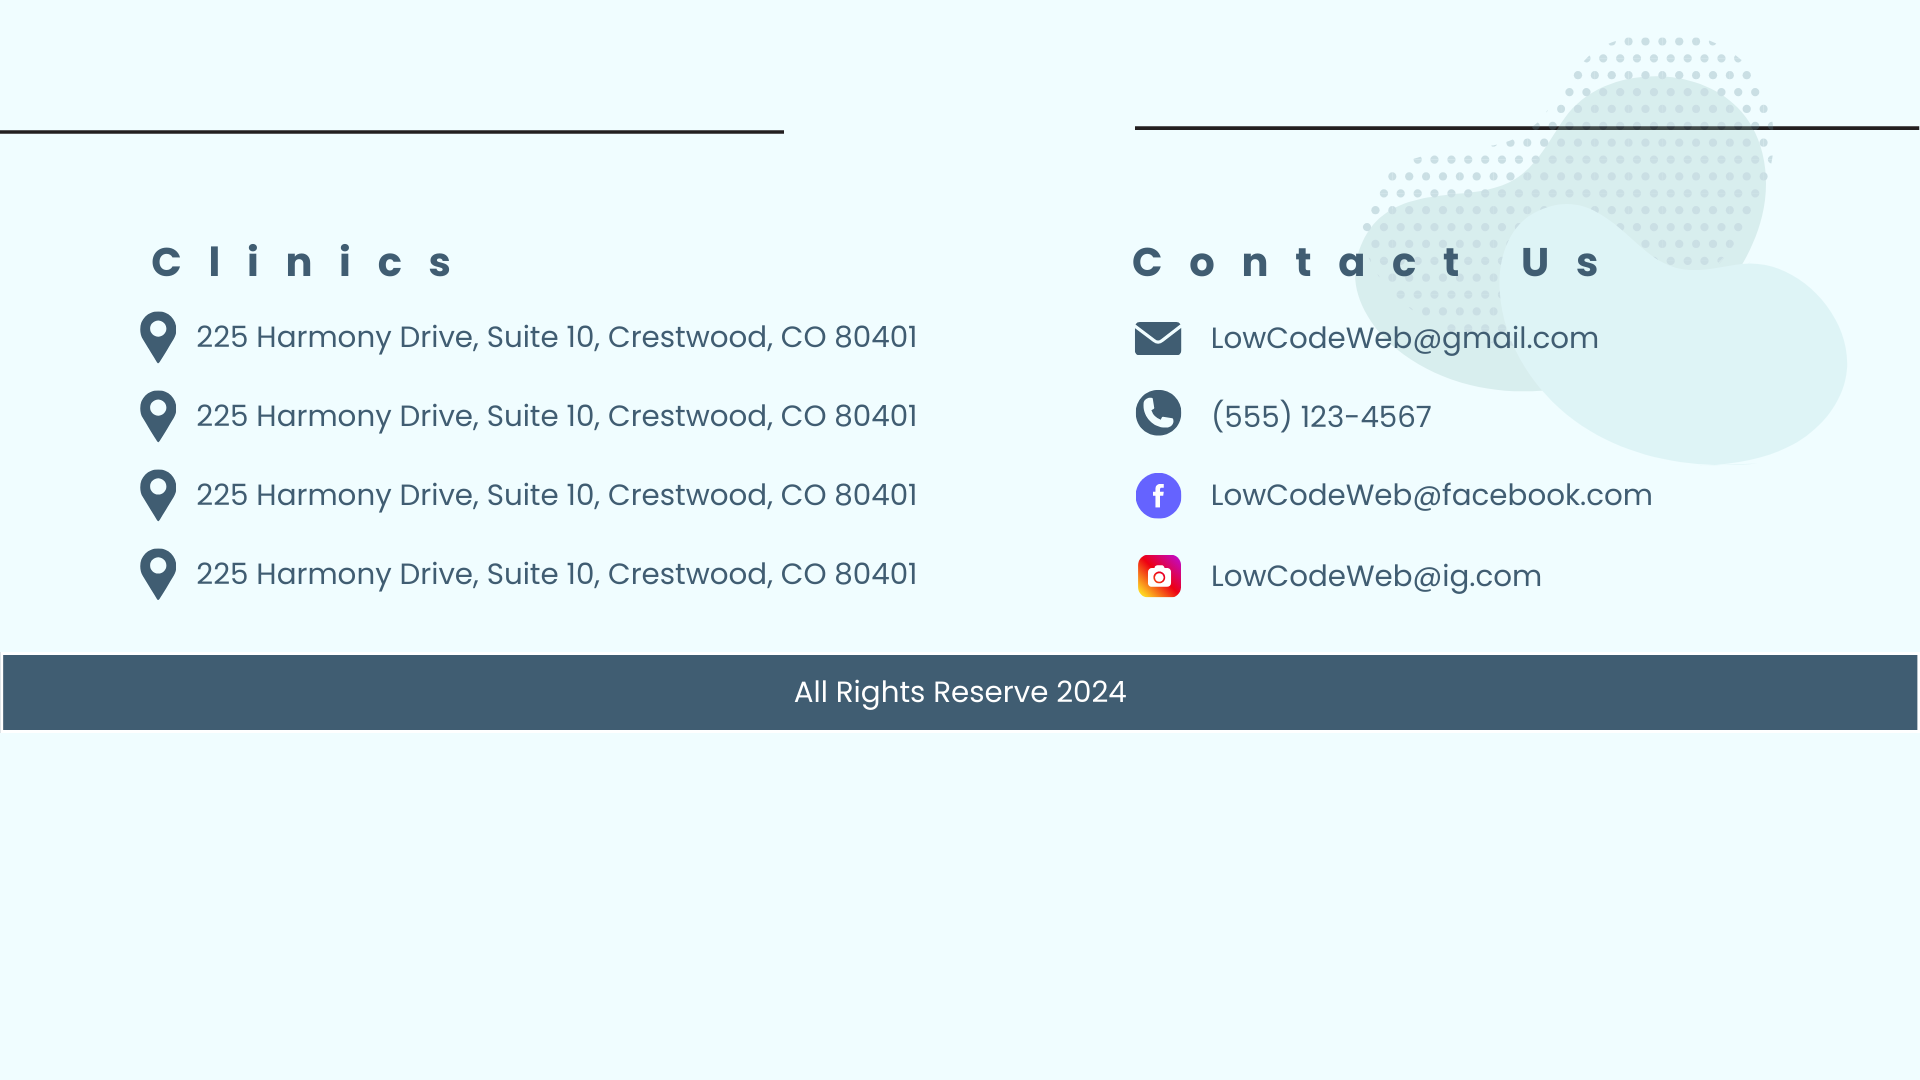 Clinics
225 Harmony Drive, Suite 10, Crestwood, CO 80401
225 Harmony Drive, Suite 10, Crestwood, CO 80401
225 Harmony Drive, Suite 10, Crestwood, CO 80401
225 Harmony Drive, Suite 10, Crestwood, CO 80401
Contact Us
LowCodeWeb@gmail.com
(555) 123-4567
LowCodeWeb@facebook.com
LowCodeWeb@ig.com
All Rights Reserve 2024